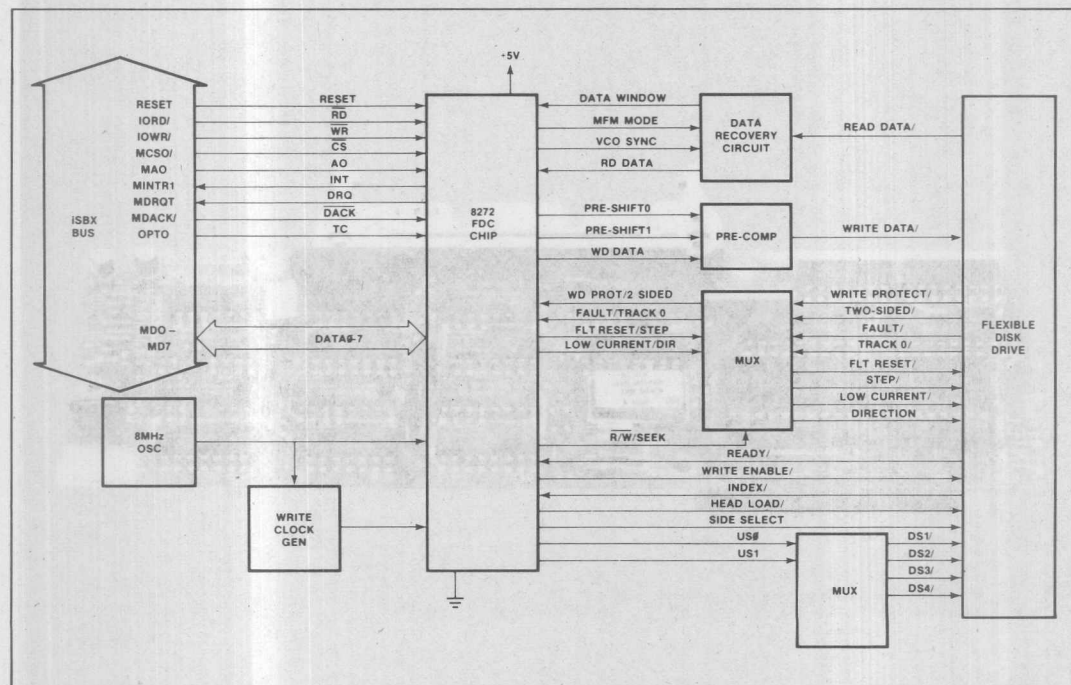 +5V
RESET
IORD/
IOWR/
MCSO/
MAO
MINTR1
MDRQT
MDACK/
OPTO
iSBX
BUS
MDO –
MD7
RESET
RD
WR
CS
AO
INT
DRQ
DACK
TC
DATA0-7
8MHz
OSC
WRITE
CLOCK
GEN
8272
FDC
CHIP
DATA WINDOW
MFM MODE
VCO SYNC
RD DATA
PRE-SHIFT0
PRE-SHIFT1
WD DATA
WD PROT/2 SIDED
FAULT/TRACK 0
FLT RESET/STEP
LOW CURRENT/DIR
R/W/SEEK
DATA
RECOVERY
CIRCUIT
PRE-COMP
MUX
READ DATA/
WRITE DATA/
WRITE PROTECT/
TWO-SIDED/
FAULT/
TRACK 0/
FLT RESET/
STEP/
LOW CURRENT/
DIRECTION
READY/
WRITE ENABLE/
INDEX/
HEAD LOAD/
SIDE SELECT
US0
US1
MUX
DS1/
DS2/
DS3/
DS4/
FLEXIBLE
DISK
DRIVE